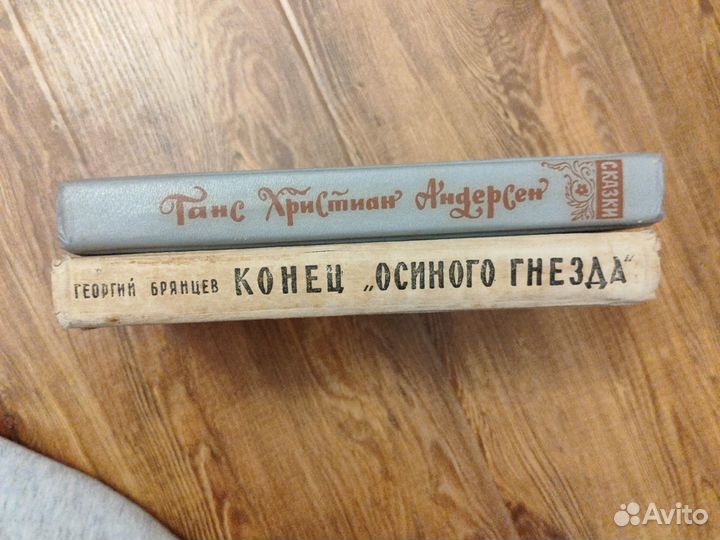 Ганс Христиан Андерсен
СКАЗКИ
ГЕОРГИЙ БРЯНЦЕВ КОНЕЦ „ОСИНОГО ГНЕЗДА"
Avito